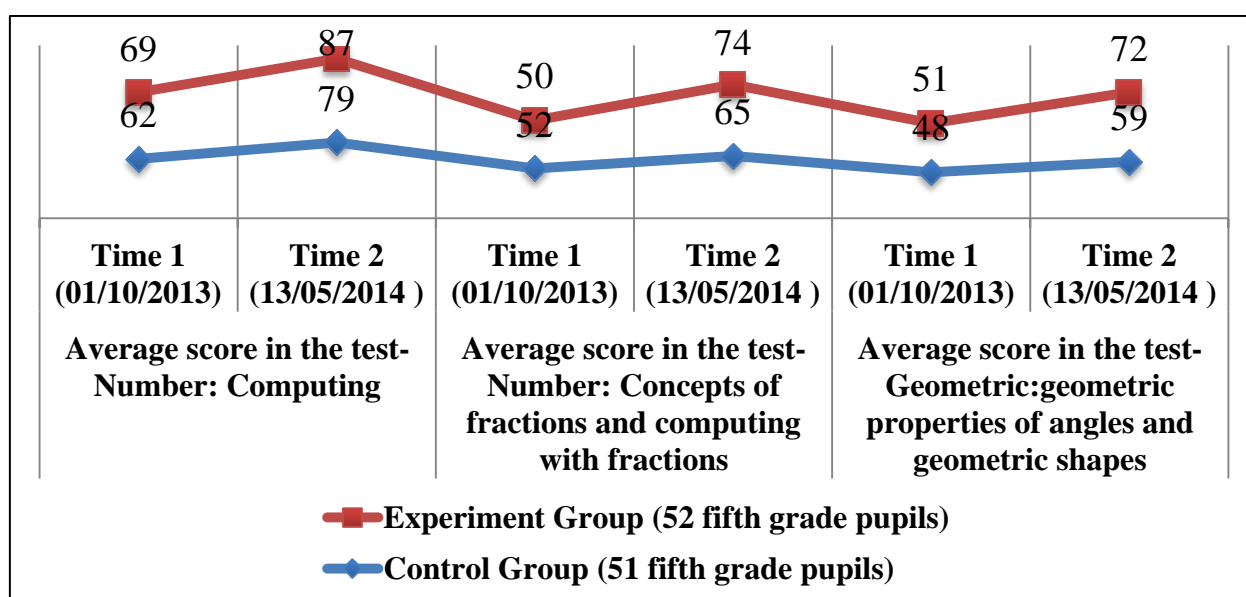 69 87 50 74 51 72
62 79 52 65 48 59
Time 1 Time 2 Time 1 Time 2 Time 1 Time 2
(01/10/2013) (13/05/2014 ) (01/10/2013) (13/05/2014 ) (01/10/2013) (13/05/2014 )
Average score in the test-
Number: Computing
Average score in the test-
Number: Concepts of
fractions and computing
with fractions
Average score in the test-
Geometric:geometric
properties of angles and
geometric shapes
Experiment Group (52 fifth grade pupils)
Control Group (51 fifth grade pupils)